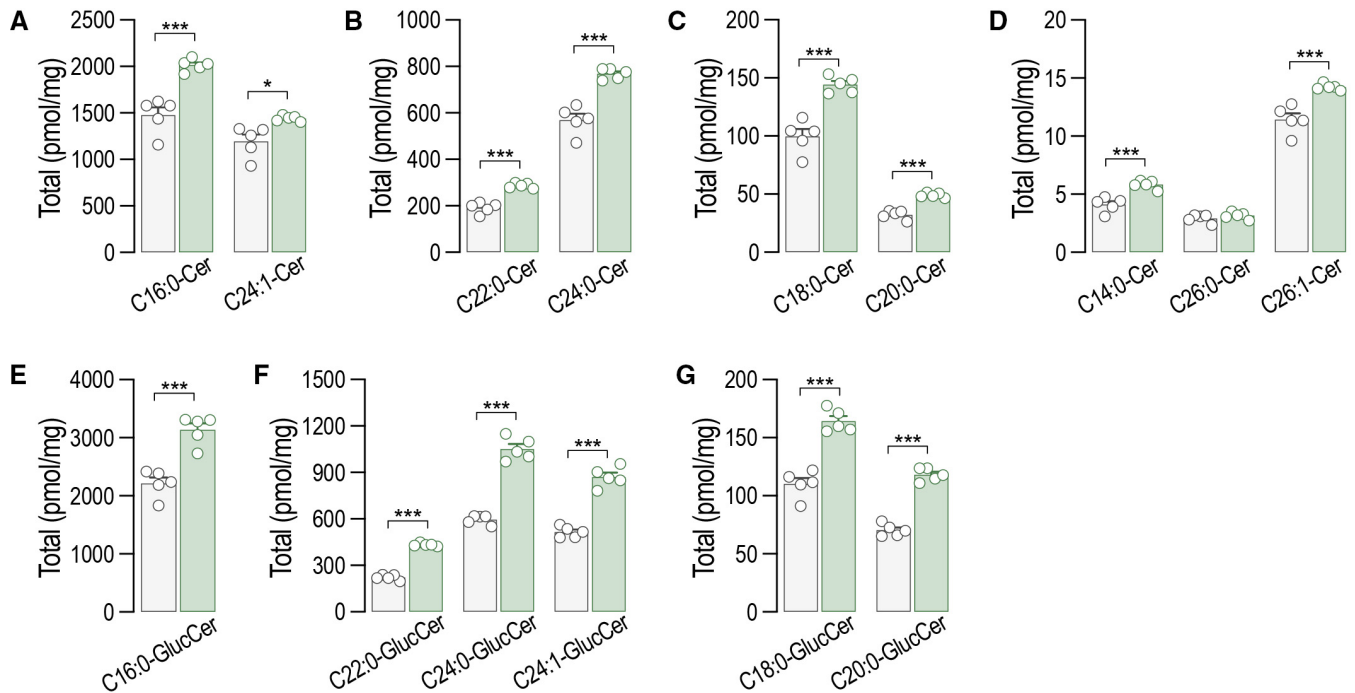 A
Total (pmol/mg)
2500
2000
1500
1000
500
0
***
*
C16:0-Cer
C24:1-Cer
B
Total (pmol/mg)
1000
800
600
400
200
0
***
***
C22:0-Cer
C24:0-Cer
C
Total (pmol/mg)
200
150
100
50
0
***
***
C18:0-Cer
C20:0-Cer
D
Total (pmol/mg)
20
15
10
5
0
***
***
C14:0-Cer
C26:0-Cer
C26:1-Cer
E
Total (pmol/mg)
4000
3000
2000
1000
0
***
C16:0-GlucCer
F
Total (pmol/mg)
1500
1200
900
600
300
0
***
***
***
C22:0-GlucCer
C24:0-GlucCer
C24:1-GlucCer
G
Total (pmol/mg)
200
150
100
50
0
***
***
C18:0-GlucCer
C20:0-GlucCer